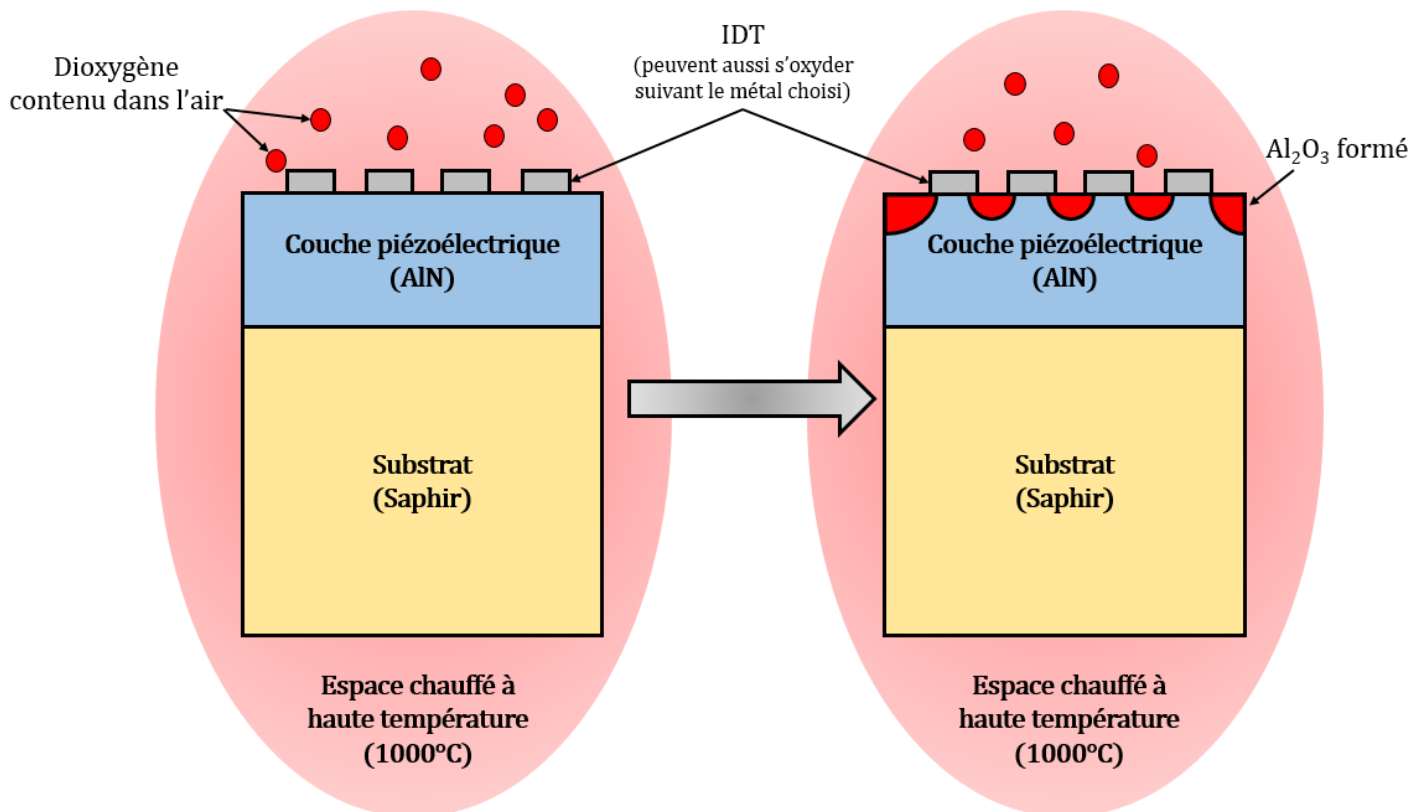 Dioxygène
contenu dans l'air
IDT
(peuvent aussi s'oxyder
suivant le métal choisi)
Al₂O₃ formé
Couche piézoélectrique
(AlN)
Substrat
(Saphir)
Espace chauffé à
haute température
(1000°C)
Couche piézoélectrique
(AlN)
Substrat
(Saphir)
Espace chauffé à
haute température
(1000°C)